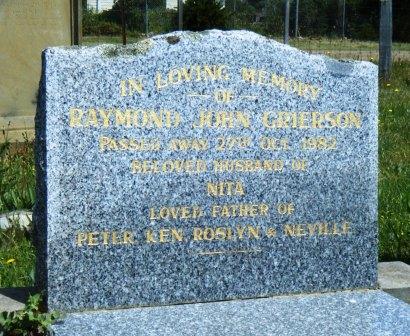 IN LOVING MEMORY
OF
RAYMOND JOHN GRIERSON
PASSED AWAY 27TH OCT. 1982
BELOVED HUSBAND OF
NITA
LOVED FATHER OF
PETER, KEN, ROSLYN & NEVILLE